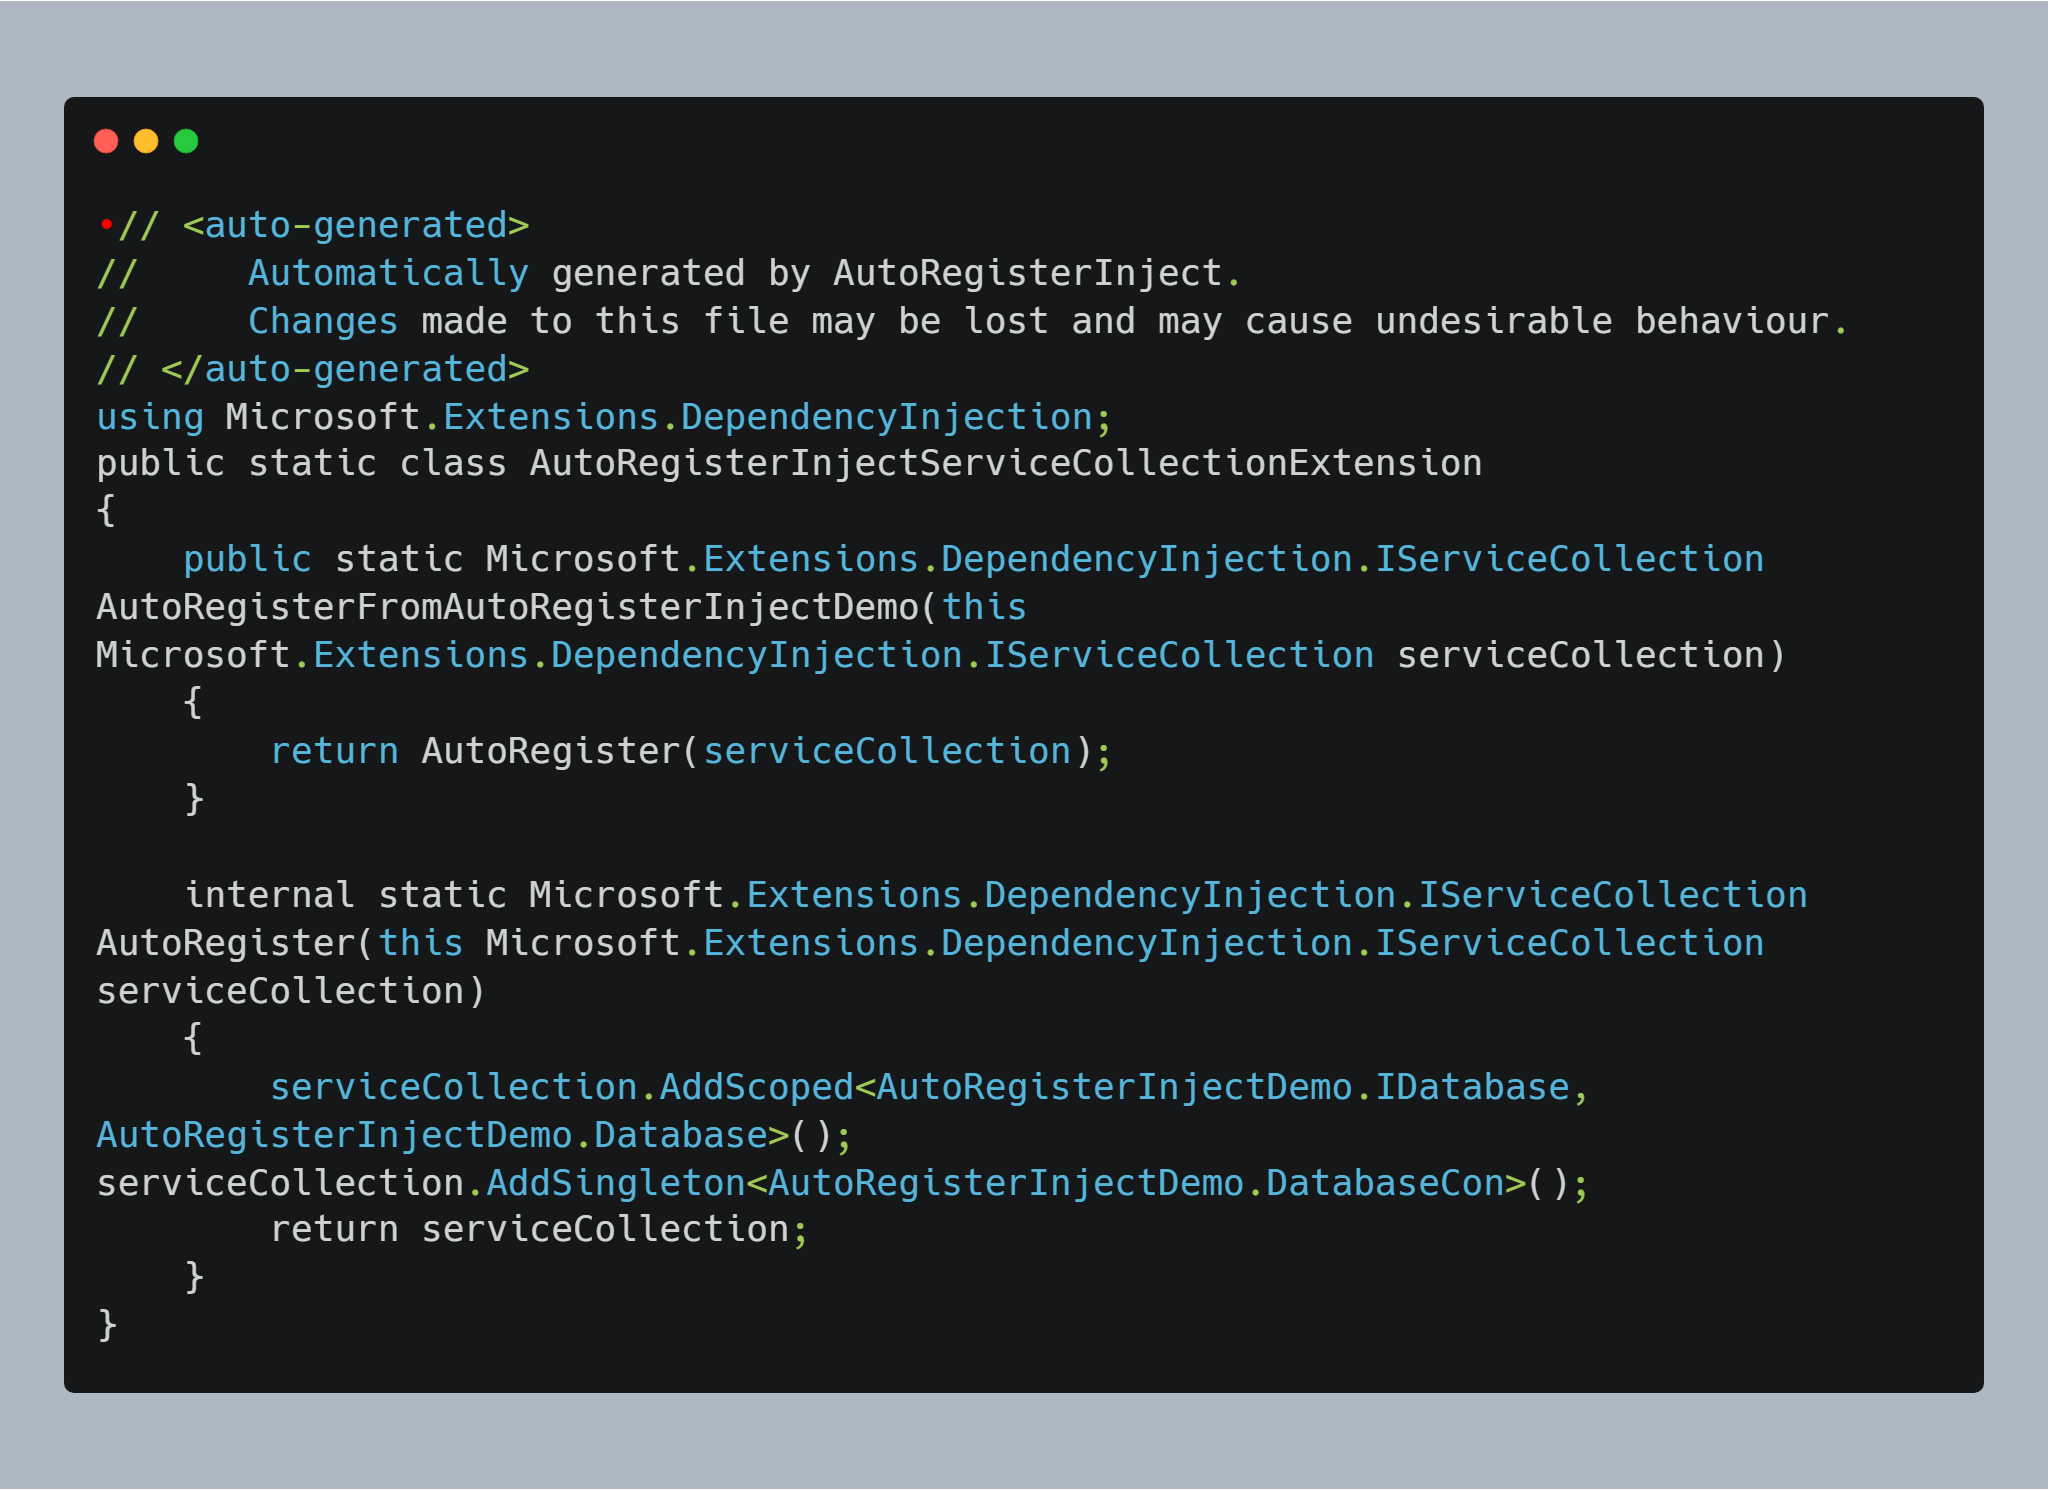 •// <auto-generated>
//     Automatically generated by AutoRegisterInject.
//     Changes made to this file may be lost and may cause undesirable behaviour.
// </auto-generated>
using Microsoft.Extensions.DependencyInjection;
public static class AutoRegisterInjectServiceCollectionExtension
{
    public static Microsoft.Extensions.DependencyInjection.IServiceCollection
AutoRegisterFromAutoRegisterInjectDemo(this
Microsoft.Extensions.DependencyInjection.IServiceCollection serviceCollection)
    {
        return AutoRegister(serviceCollection);
    }

    internal static Microsoft.Extensions.DependencyInjection.IServiceCollection
AutoRegister(this Microsoft.Extensions.DependencyInjection.IServiceCollection
serviceCollection)
    {
        serviceCollection.AddScoped<AutoRegisterInjectDemo.IDatabase,
AutoRegisterInjectDemo.Database>();
serviceCollection.AddSingleton<AutoRegisterInjectDemo.DatabaseCon>();
        return serviceCollection;
    }
}